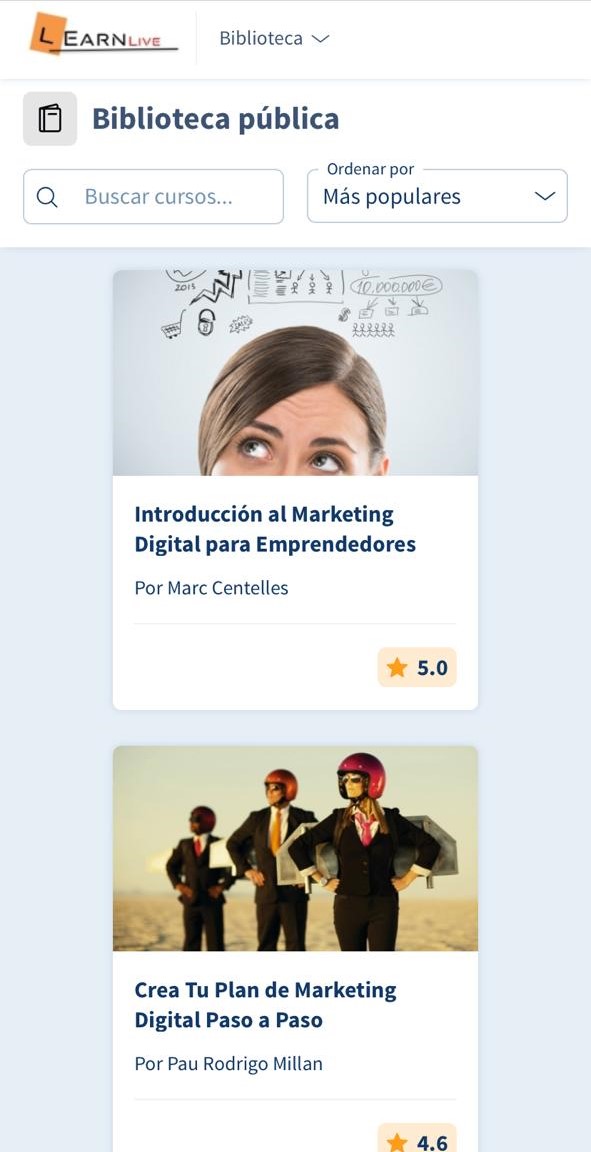 LEARNLIVE
Biblioteca
Biblioteca pública
Buscar cursos...
Ordenar por
Más populares
2013
10.000.000€
$
Introducción al Marketing
Digital para Emprendedores
Por Marc Centelles
5.0
Crea Tu Plan de Marketing
Digital Paso a Paso
Por Pau Rodrigo Millan
4.6